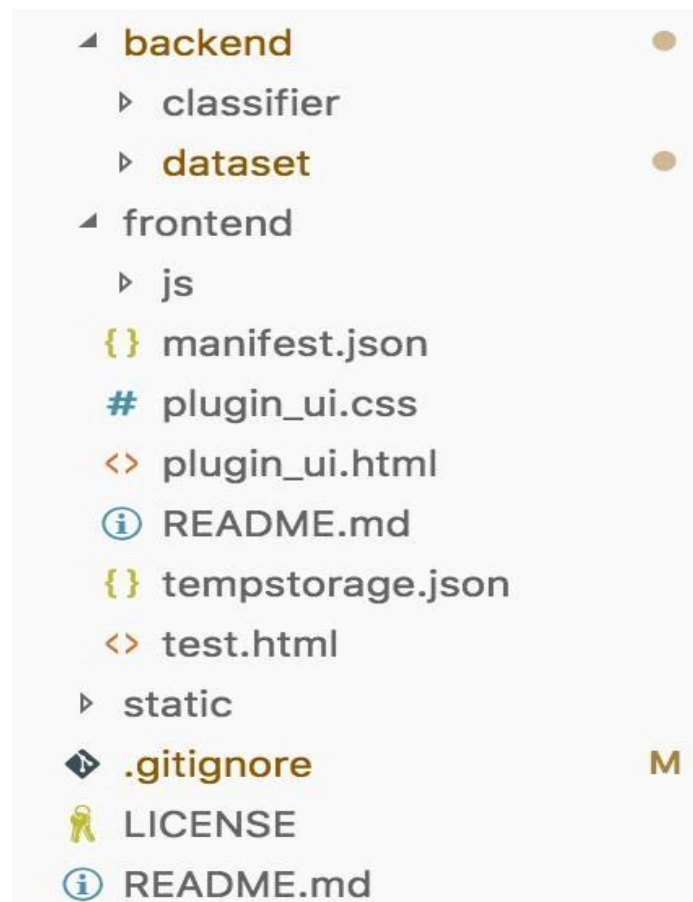 backend
classifier
dataset
frontend
js
{} manifest.json
# plugin_ui.css
<> plugin_ui.html
README.md
{} tempstorage.json
<> test.html
static
.gitignore M
LICENSE
README.md